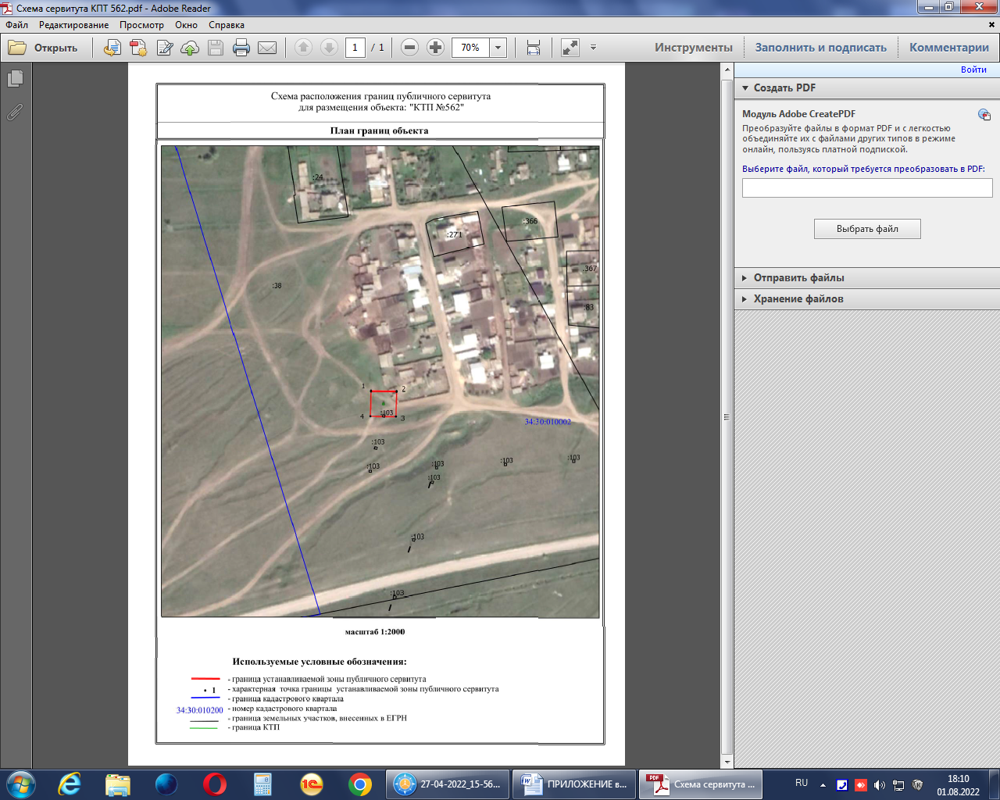 Схема сервитута КПТ 562.pdf - Adobe Reader
Файл Редактирование Просмотр Окно Справка
Открыть 1 / 1 70% Инструменты Заполнить и подписать Комментарии
Войти
Создать PDF
Модуль Adobe CreatePDF
Преобразуйте файлы в формат PDF и с легкостью
объединяйте их с файлами других типов в режиме
онлайн, пользуясь платной подпиской.
Выберите файл, который требуется преобразовать в PDF:
Выбрать файл
Отправить файлы
Хранение файлов
Схема расположения границ публичного сервитута
для размещения объекта: "КТП №562"
План границ объекта
:24
:366
:271
:367
:38
:83
1 2
:103
4 3
34:30:010002
:103
:103
:103
:103
:103
:103
:103
:103
масштаб 1:2000
Используемые условные обозначения:
- граница устанавливаемой зоны публичного сервитута
1 - характерная точка границы устанавливаемой зоны публичного сервитута
- граница кадастрового квартала
34:30:010200 - номер кадастрового квартала
- граница земельных участков, внесенных в ЕГРН
- граница КТП
27-04-2022_15-56... ПРИЛОЖЕНИЕ в... Схема сервитута ... RU 18:10
01.08.2022